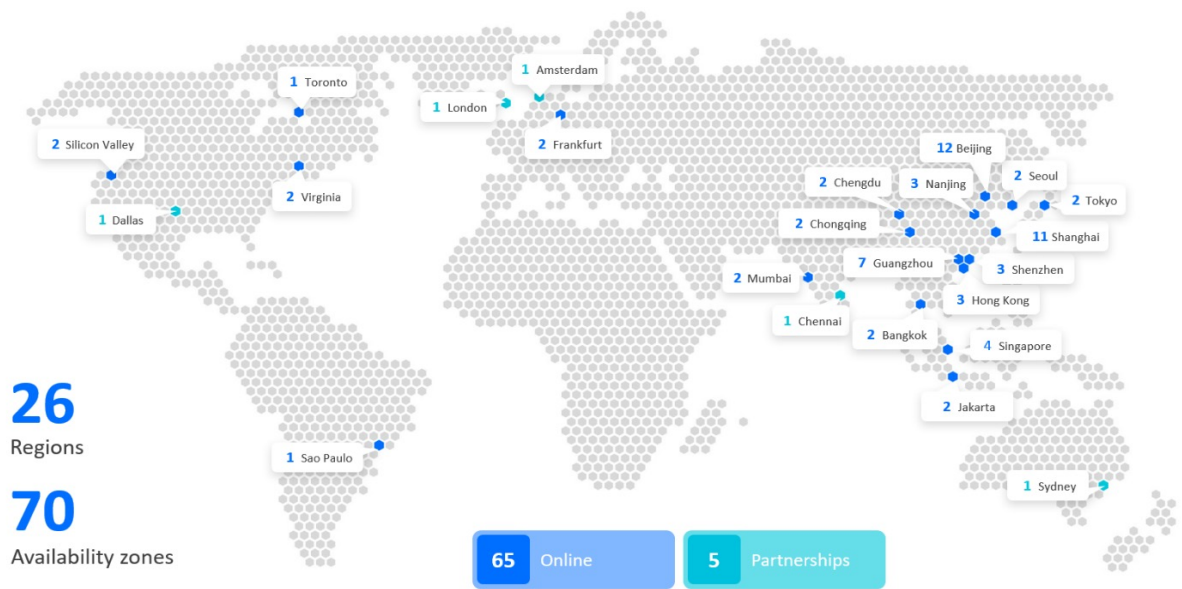 1 Toronto
1 Amsterdam
1 London
2 Silicon Valley
2 Frankfurt
12 Beijing
2 Chengdu
3 Nanjing
2 Seoul
2 Virginia
2 Tokyo
1 Dallas
2 Chongqing
11 Shanghai
7 Guangzhou
3 Shenzhen
2 Mumbai
3 Hong Kong
1 Chennai
2 Bangkok
4 Singapore
2 Jakarta
26
Regions
1 Sao Paulo
1 Sydney
70
Availability zones
65 Online
5 Partnerships